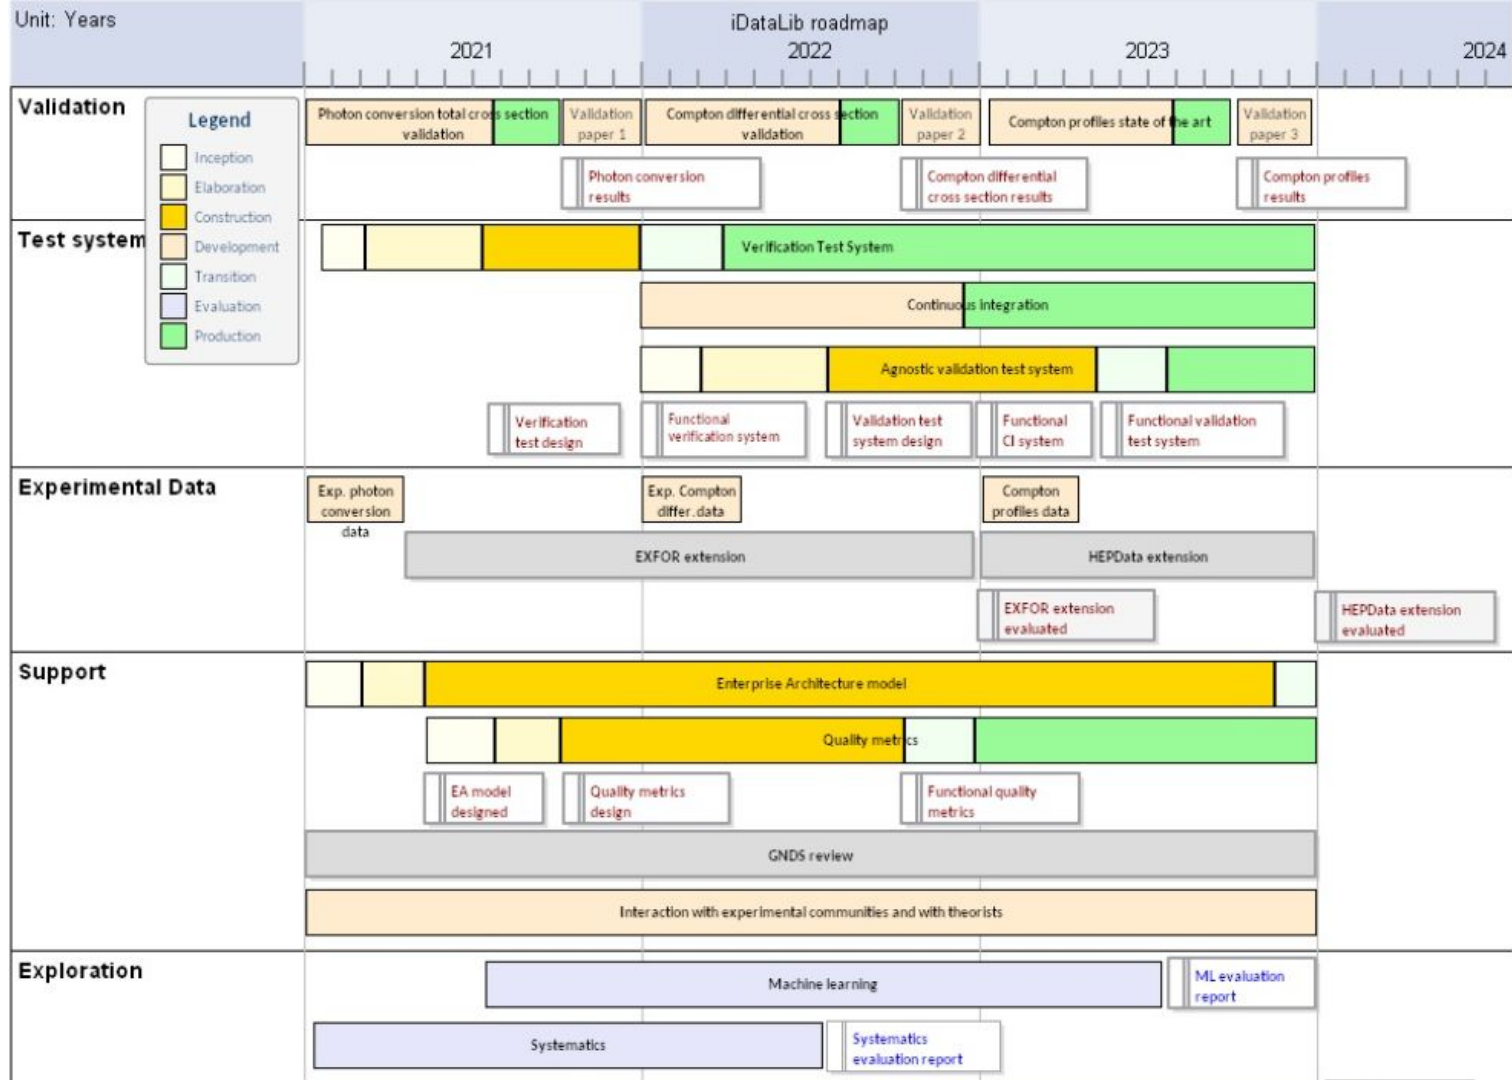 Unit: Years
iDataLib roadmap
2021
2022
2023
2024
Validation
Legend
Inception
Elaboration
Construction
Development
Transition
Evaluation
Production
Photon conversion total cross section
validation
Validation
paper 1
Compton differential cross section
validation
Validation
paper 2
Compton profiles state of the art
Validation
paper 3
Photon conversion
results
Compton differential
cross section results
Compton profiles
results
Test system
Verification Test System
Continuous integration
Agnostic validation test system
Verification
test design
Functional
verification system
Validation test
system design
Functional
CI system
Functional validation
test system
Experimental Data
Exp. photon
conversion
data
Exp. Compton
differ.data
Compton
profiles data
EXFOR extension
HEPData extension
EXFOR extension
evaluated
HEPData extension
evaluated
Support
Enterprise Architecture model
Quality metrics
EA model
designed
Quality metrics
design
Functional quality
metrics
GNDS review
Interaction with experimental communities and with theorists
Exploration
Machine learning
ML evaluation
report
Systematics
Systematics
evaluation report